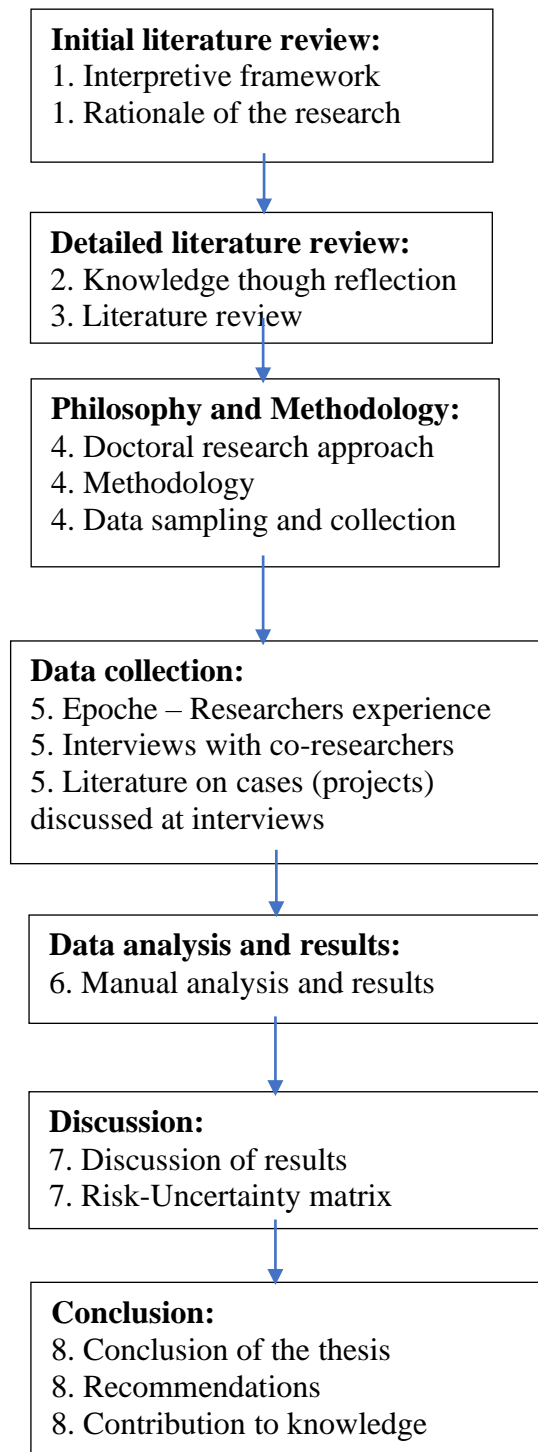 Initial literature review:
1. Interpretive framework
1. Rationale of the research
Detailed literature review:
2. Knowledge though reflection
3. Literature review
Philosophy and Methodology:
4. Doctoral research approach
4. Methodology
4. Data sampling and collection
Data collection:
5. Epoche – Researchers experience
5. Interviews with co-researchers
5. Literature on cases (projects)
discussed at interviews
Data analysis and results:
6. Manual analysis and results
Discussion:
7. Discussion of results
7. Risk-Uncertainty matrix
Conclusion:
8. Conclusion of the thesis
8. Recommendations
8. Contribution to knowledge